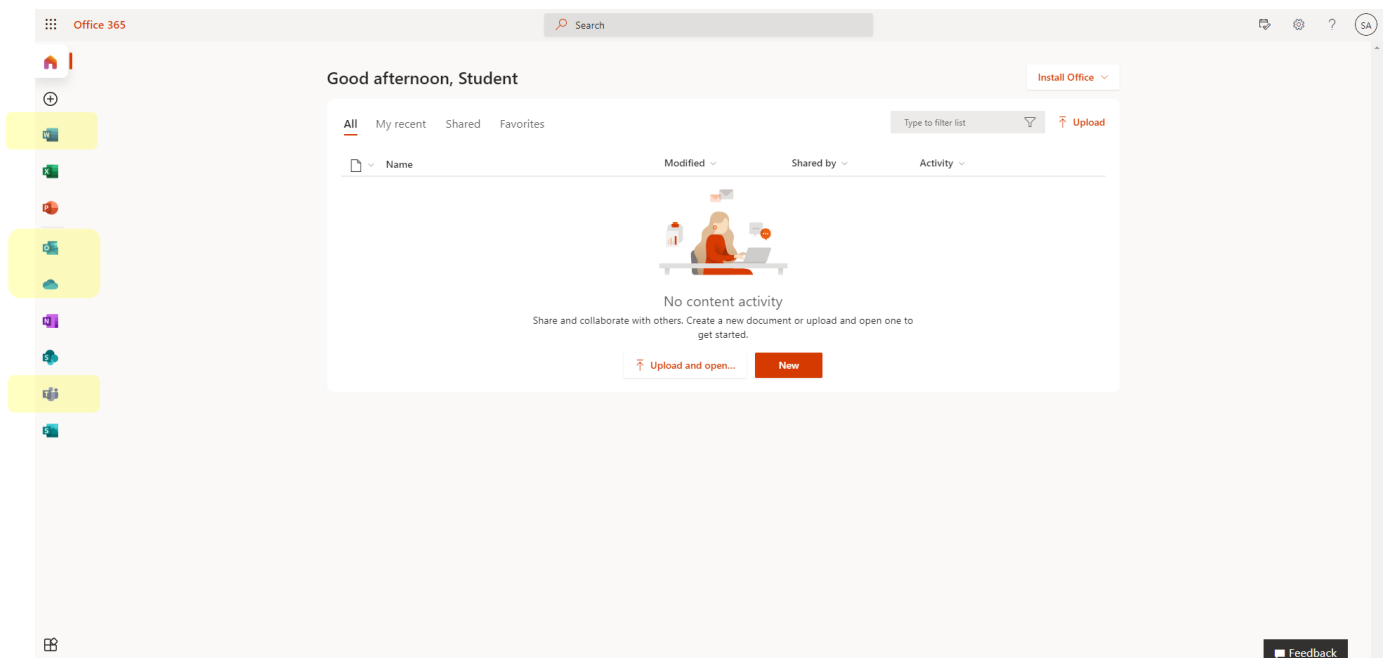 Office 365
Search
SA
Good afternoon, Student
Install Office
All My recent Shared Favorites
Type to filter list
Upload
Name Modified Shared by Activity
No content activity
Share and collaborate with others. Create a new document or upload and open one to
get started.
Upload and open...
New
W
X
P
O
N
S
T
S
Feedback